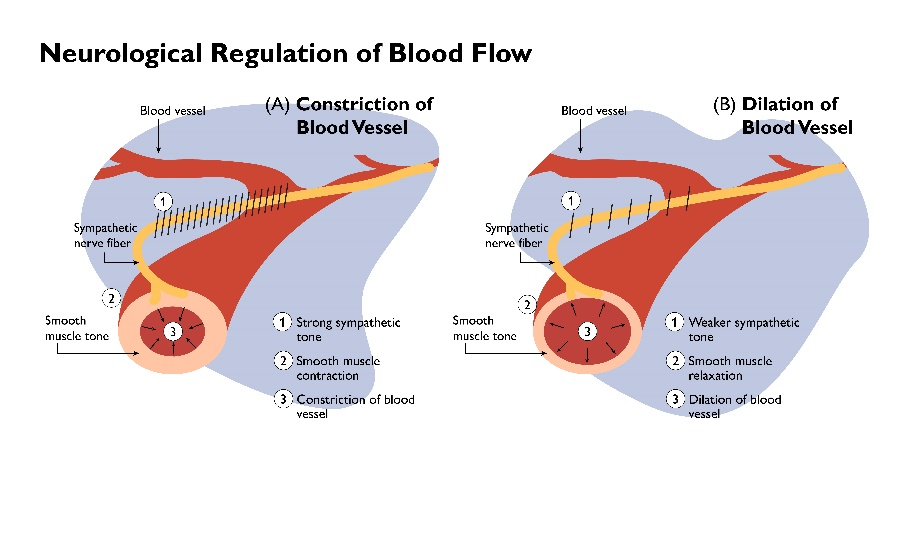 Neurological Regulation of Blood Flow
(A) Constriction of
Blood Vessel
Blood vessel
1
Sympathetic
nerve fiber
2
Smooth
muscle tone
3
1 Strong sympathetic
tone
2 Smooth muscle
contraction
3 Constriction of blood
vessel
(B) Dilation of
Blood Vessel
Blood vessel
1
Sympathetic
nerve fiber
2
Smooth
muscle tone
3
1 Weaker sympathetic
tone
2 Smooth muscle
relaxation
3 Dilation of blood
vessel